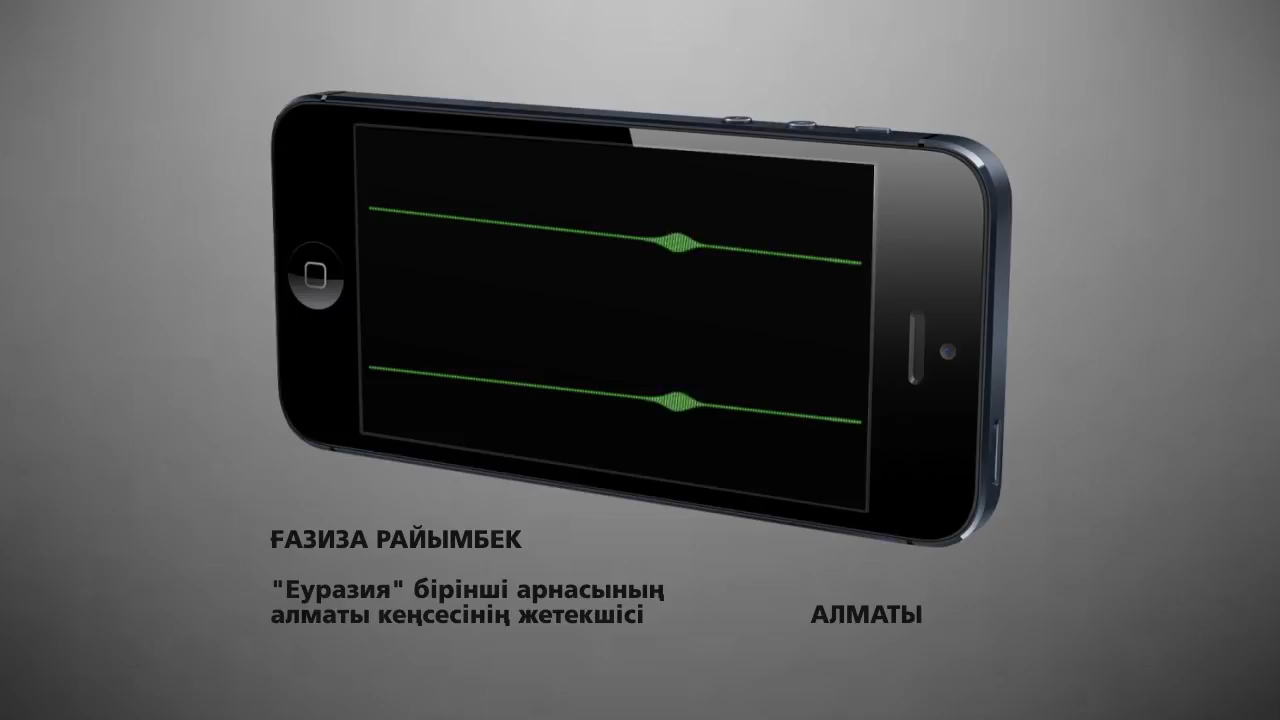 ҒАЗИЗА РАЙЫМБЕК
"Еуразия" бірінші арнасының
алматы кеңсесінің жетекшісі
АЛМАТЫ